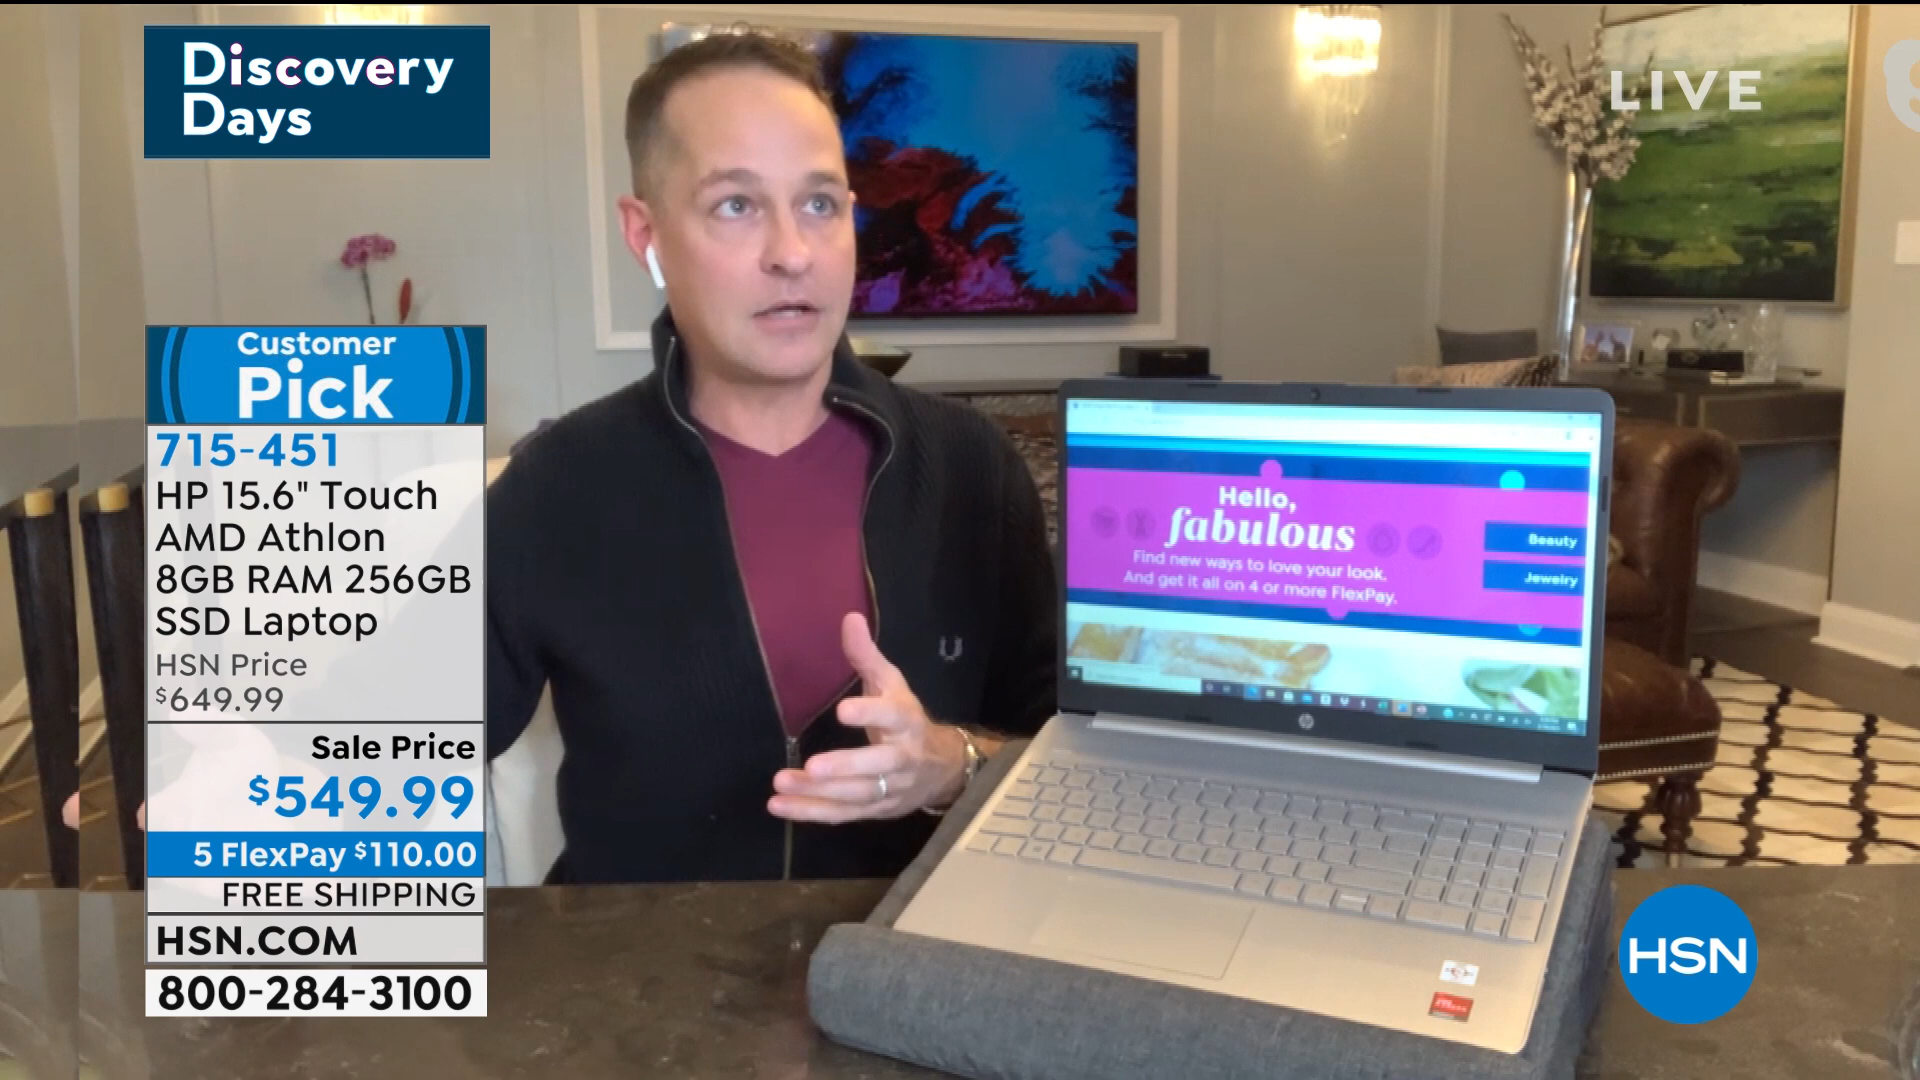 Discovery
Days
LIVE
Customer
Pick
715-451
HP 15.6" Touch
AMD Athlon
8GB RAM 256GB
SSD Laptop
HSN Price
$649.99
Sale Price
$549.99
5 FlexPay $110.00
FREE SHIPPING
HSN.COM
800-284-3100
Hello,
fabulous
Find new ways to love your look.
And get it all on 4 or more FlexPay.
Beauty
Jewelry
hp
HSN